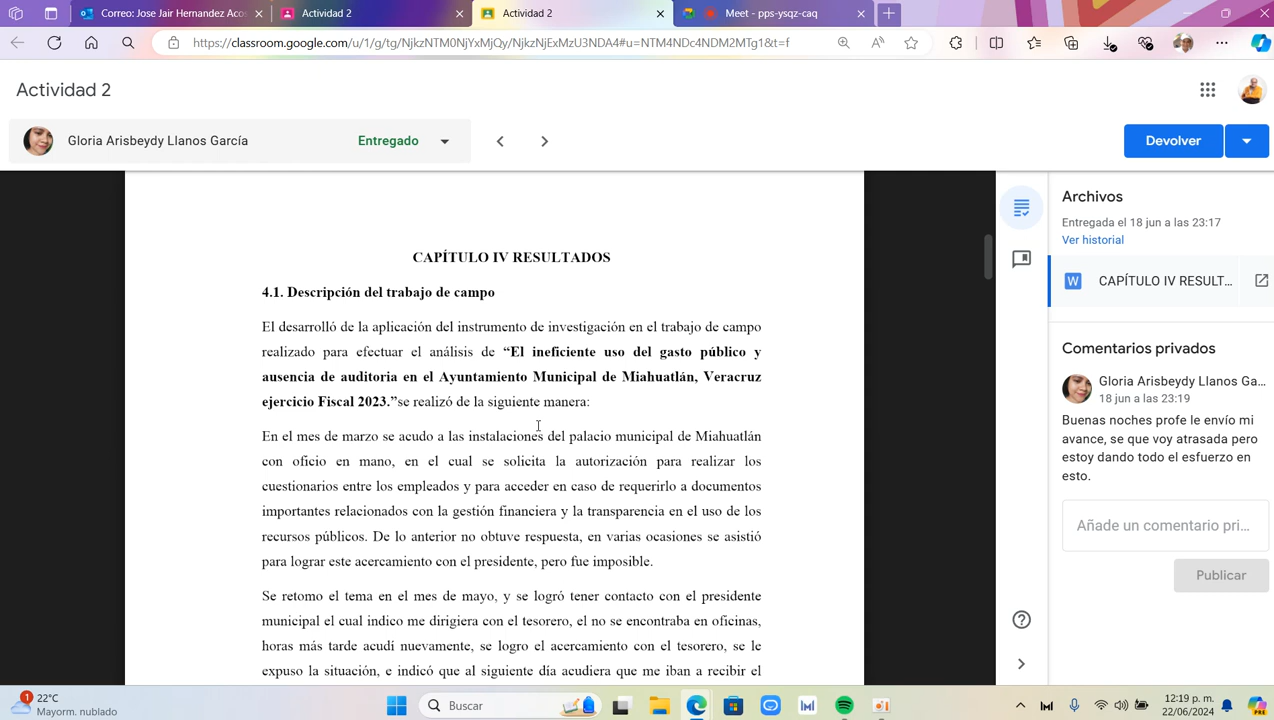 Correo: Jose Jair Hernandez Acos
Actividad 2
Actividad 2
Meet - pps-ysqz-caq
https://classroom.google.com/u/1/g/tg/NjkzNTM0NjYxMjQy/NjkzNjExMzU3NDA4#u=NTM4NDc4NDM2MTg1&t=f
Actividad 2
Gloria Arisbeydy Llanos García
Entregado
Devolver
CAPÍTULO IV RESULTADOS
4.1. Descripción del trabajo de campo
El desarrolló de la aplicación del instrumento de investigación en el trabajo de campo
realizado para efectuar el análisis de “El ineficiente uso del gasto público y
ausencia de auditoria en el Ayuntamiento Municipal de Miahuatlán, Veracruz
ejercicio Fiscal 2023.”se realizó de la siguiente manera:
En el mes de marzo se acudo a las instalaciones del palacio municipal de Miahuatlán
con oficio en mano, en el cual se solicita la autorización para realizar los
cuestionarios entre los empleados y para acceder en caso de requerirlo a documentos
importantes relacionados con la gestión financiera y la transparencia en el uso de los
recursos públicos. De lo anterior no obtuve respuesta, en varias ocasiones se asistió
para lograr este acercamiento con el presidente, pero fue imposible.
Se retomo el tema en el mes de mayo, y se logró tener contacto con el presidente
municipal el cual indico me dirigiera con el tesorero, el no se encontraba en oficinas,
horas más tarde acudí nuevamente, se logro el acercamiento con el tesorero, se le
expuso la situación, e indicó que al siguiente día acudiera que me iban a recibir el
Archivos
Entregada el 18 jun a las 23:17
Ver historial
W
CAPÍTULO IV RESULT...
Comentarios privados
Gloria Arisbeydy Llanos Ga...
18 jun a las 23:19
Buenas noches profe le envío mi
avance, se que voy atrasada pero
estoy dando todo el esfuerzo en
esto.
Añade un comentario pri...
Publicar
1
22°C
Mayorm. nublado
Buscar
12:19 p. m.
22/06/2024
PRE